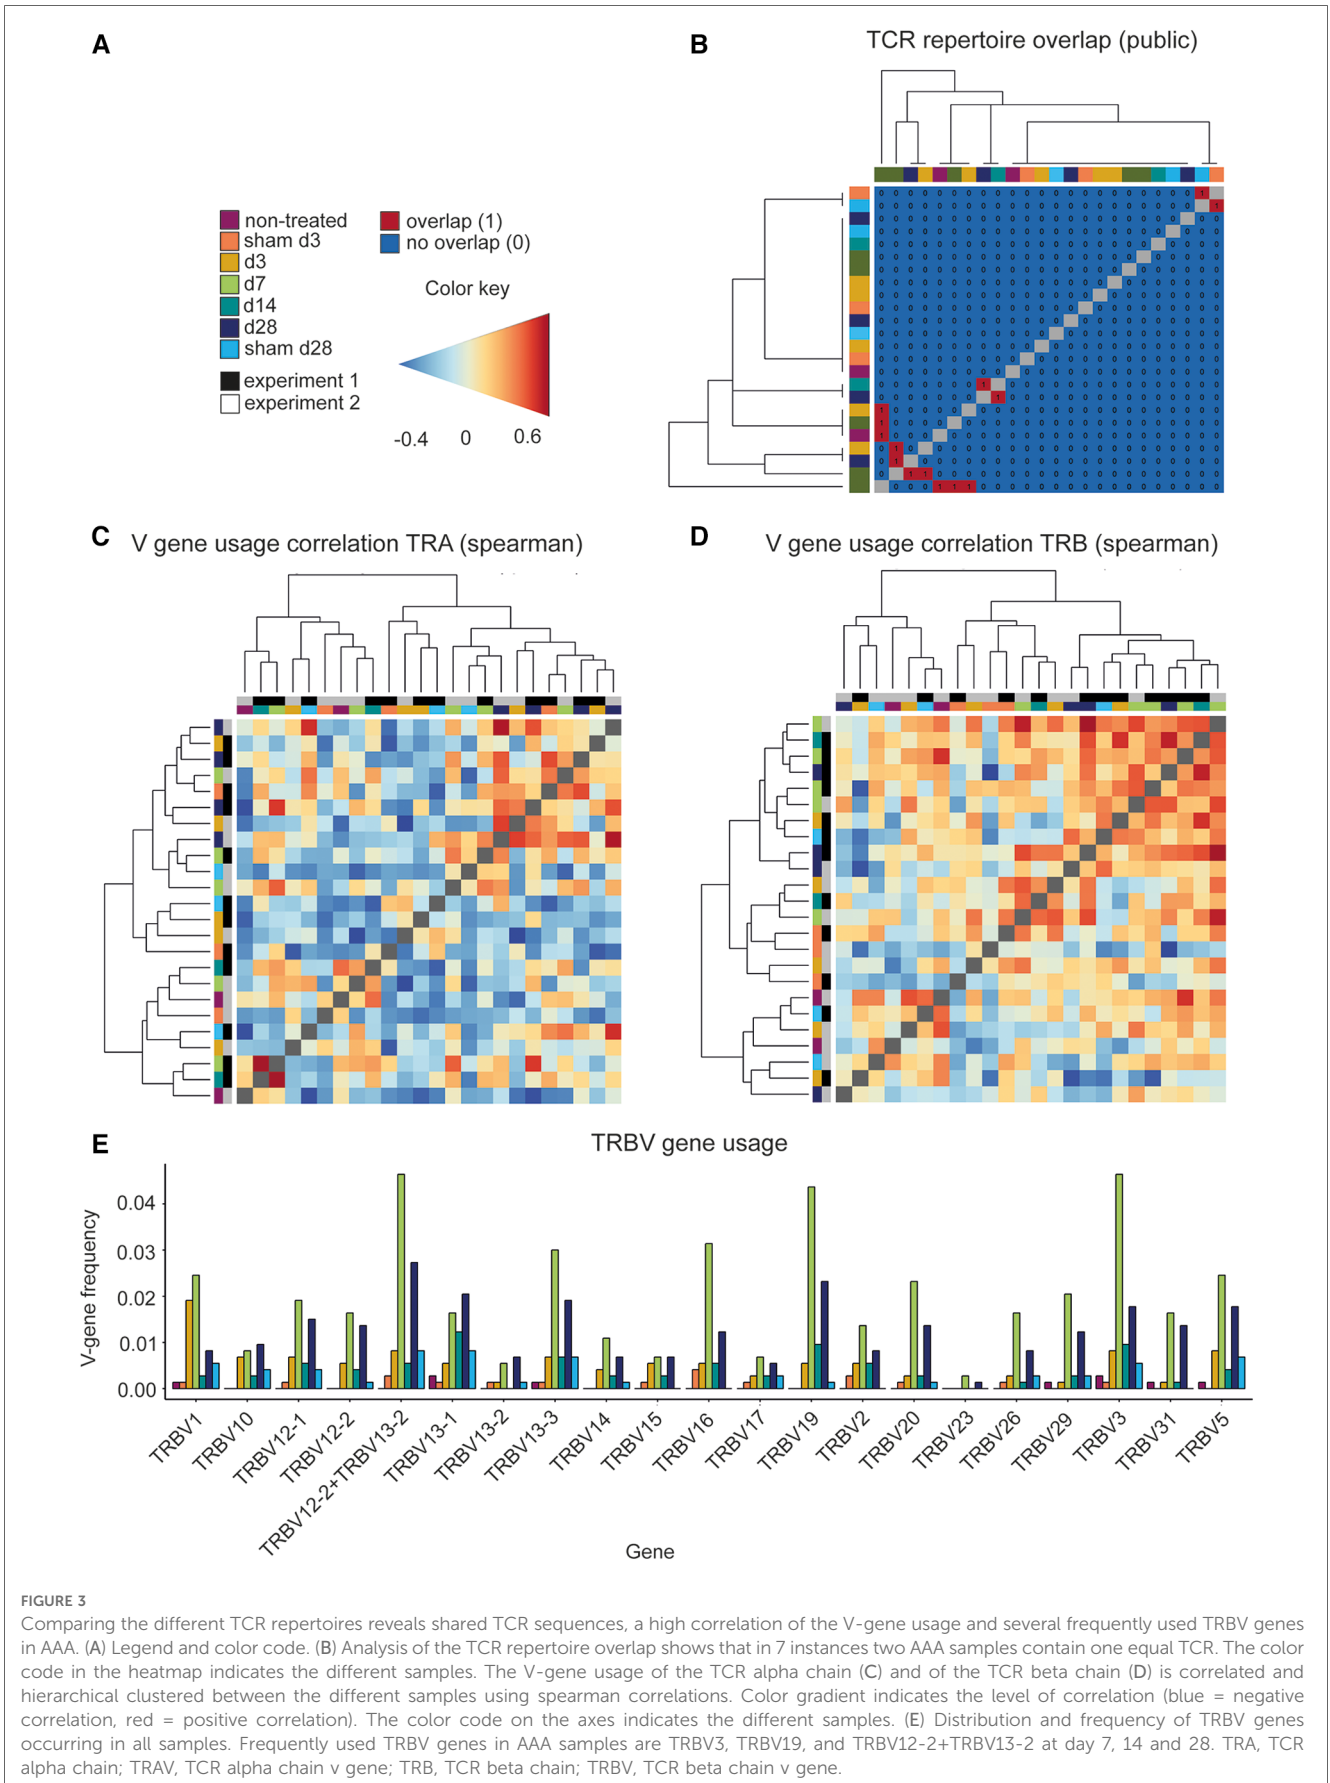 A
non-treated
sham d3
d3
d7
d14
d28
sham d28
experiment 1
experiment 2
overlap (1)
no overlap (0)
Color key
-0.4 0 0.6
B
TCR repertoire overlap (public)
C
V gene usage correlation TRA (spearman)
D
V gene usage correlation TRB (spearman)
E
TRBV gene usage
V-gene frequency
0.04
0.03
0.02
0.01
0.00
TRBV1
TRBV10
TRBV12-1
TRBV12-2
TRBV12-2+TRBV13-2
TRBV13-1
TRBV13-2
TRBV13-3
TRBV14
TRBV15
TRBV16
TRBV17
TRBV19
TRBV2
TRBV20
TRBV23
TRBV26
TRBV29
TRBV3
TRBV31
TRBV5
Gene
FIGURE 3
Comparing the different TCR repertoires reveals shared TCR sequences, a high correlation of the V-gene usage and several frequently used TRBV genes
in AAA. (A) Legend and color code. (B) Analysis of the TCR repertoire overlap shows that in 7 instances two AAA samples contain one equal TCR. The color
code in the heatmap indicates the different samples. The V-gene usage of the TCR alpha chain (C) and of the TCR beta chain (D) is correlated and
hierarchical clustered between the different samples using spearman correlations. Color gradient indicates the level of correlation (blue = negative
correlation, red = positive correlation). The color code on the axes indicates the different samples. (E) Distribution and frequency of TRBV genes
occurring in all samples. Frequently used TRBV genes in AAA samples are TRBV3, TRBV19, and TRBV12-2+TRBV13-2 at day 7, 14 and 28. TRA, TCR
alpha chain; TRAV, TCR alpha chain v gene; TRB, TCR beta chain; TRBV, TCR beta chain v gene.